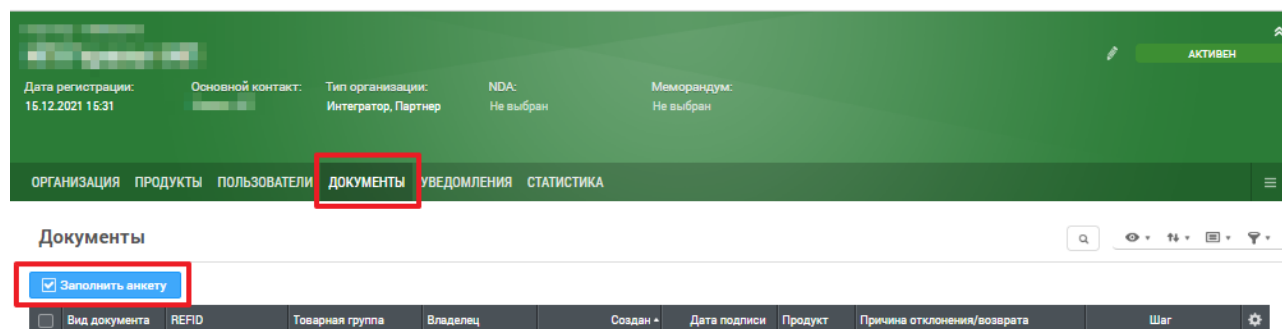 АКТИВЕН
Дата регистрации: Основной контакт: Тип организации: NDA: Меморандум:
15.12.2021 15:31 Интегратор, Партнер Не выбран Не выбран
ОРГАНИЗАЦИЯ ПРОДУКТЫ ПОЛЬЗОВАТЕЛИ ДОКУМЕНТЫ УВЕДОМЛЕНИЯ СТАТИСТИКА
Документы
Заполнить анкету
Вид документа REFID Товарная группа Владелец Создан Дата подписи Продукт Причина отклонения/возврата Шаг